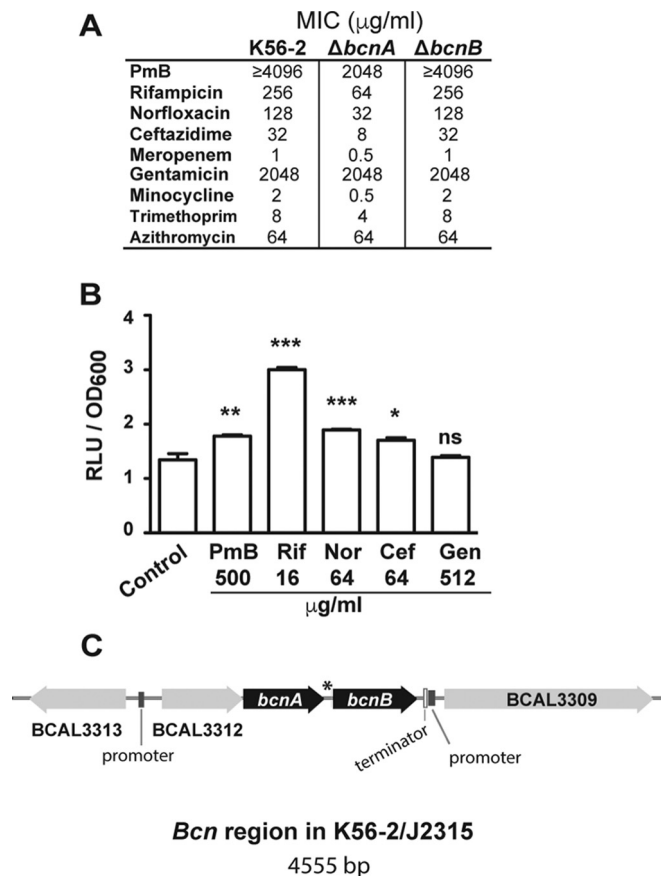 A
MIC (μg/ml)
K56-2 ΔbcnA ΔbcnB
PmB ≥4096 2048 ≥4096
Rifampicin 256 64 256
Norfloxacin 128 32 128
Ceftazidime 32 8 32
Meropenem 1 0.5 1
Gentamicin 2048 2048 2048
Minocycline 2 0.5 2
Trimethoprim 8 4 8
Azithromycin 64 64 64
B
RLU / OD600
4
3
2
1
0
** *** *** * ns
Control PmB Rif Nor Cef Gen
500 16 64 64 512
μg/ml
C
*
bcnA bcnB BCAL3309
BCAL3313 BCAL3312
promoter terminator promoter
Bcn region in K56-2/J2315
4555 bp